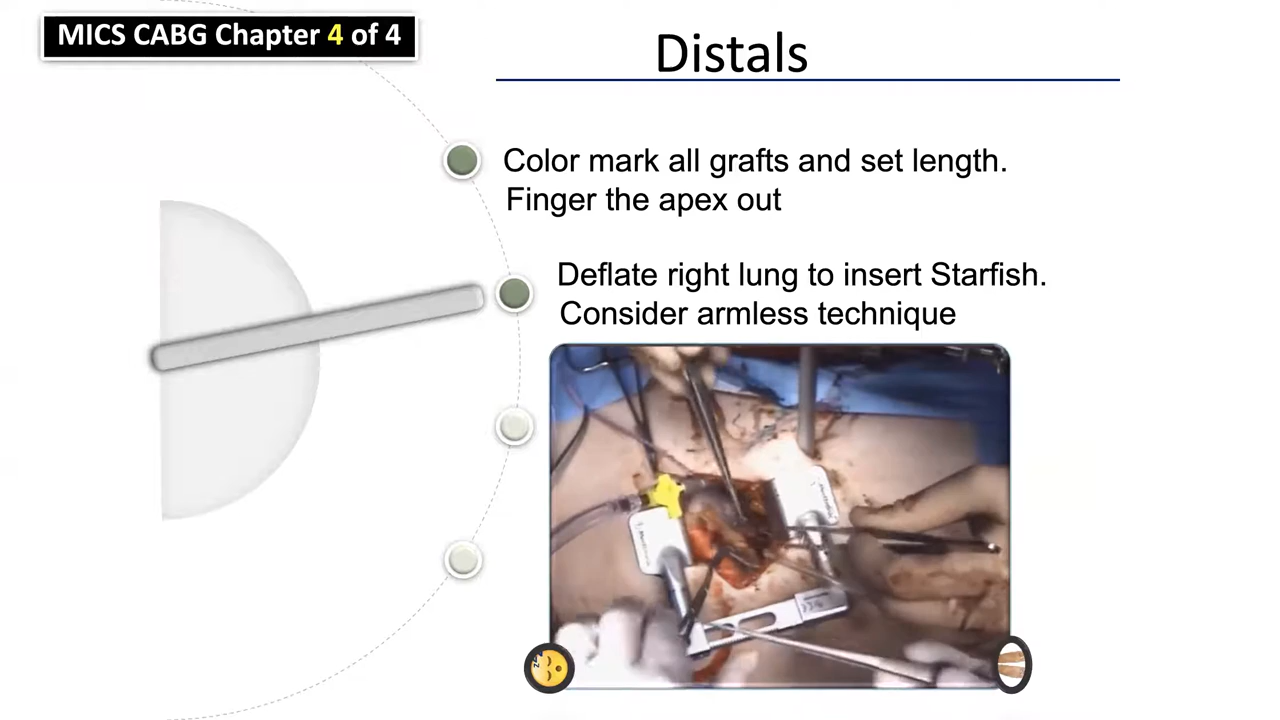 MICS CABG Chapter 4 of 4
Distals
Color mark all grafts and set length.
Finger the apex out
Deflate right lung to insert Starfish.
Consider armless technique